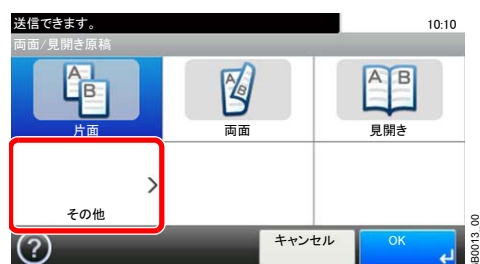 送信できます。
10:10
両面/見開き原稿
A
B
A
B
A B
片面
両面
見開き
その他
?
キャンセル
OK
B0013_00